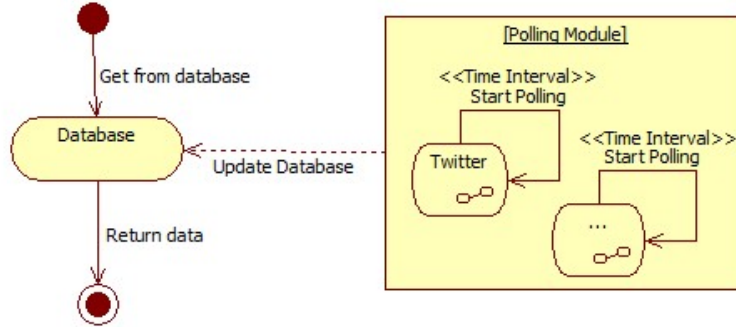 [Polling Module]
Get from database
<<Time Interval>>
Start Polling
Database
Twitter
<<Time Interval>>
Start Polling
Update Database
...
Return data